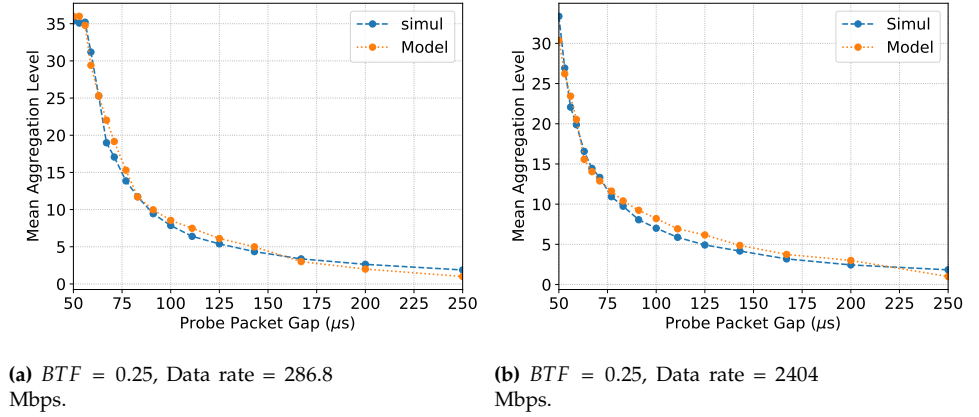 35
30
25
20
15
10
5
0
Mean Aggregation Level
simul
Model
50 75 100 125 150 175 200 225 250
Probe Packet Gap (μs)
(a) BTF = 0.25, Data rate = 286.8
Mbps.
30
25
20
15
10
5
0
Mean Aggregation Level
Simul
Model
50 75 100 125 150 175 200 225 250
Probe Packet Gap (μs)
(b) BTF = 0.25, Data rate = 2404
Mbps.